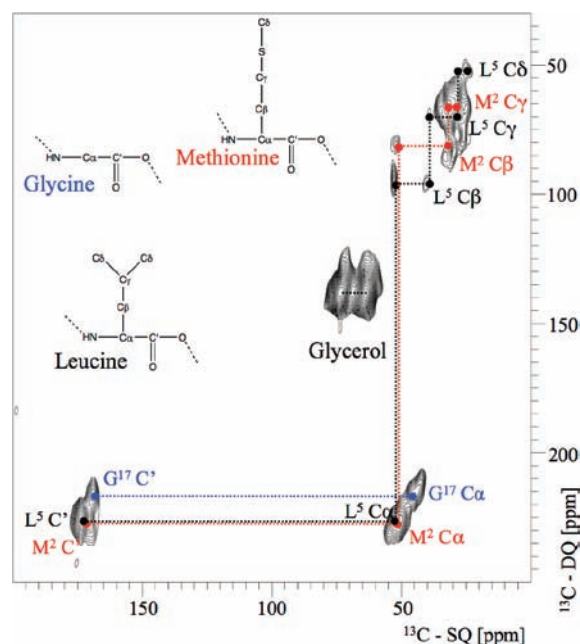 Cδ
S
Cγ
Cβ
HN Cα C' O
O
Methionine
HN Cα C' O
O
Glycine
Cδ Cδ
Cγ
Cβ
HN Cα C' O
O
Leucine
L⁵ Cδ
M² Cγ
L⁵ Cγ
M² Cβ
L⁵ Cβ
Glycerol
G¹⁷ C'
G¹⁷ Cα
L⁵ C'
L⁵ Cα
M² C'
M² Cα
50
100
150
200
¹³C - DQ [ppm]
150 100 50
¹³C - SQ [ppm]